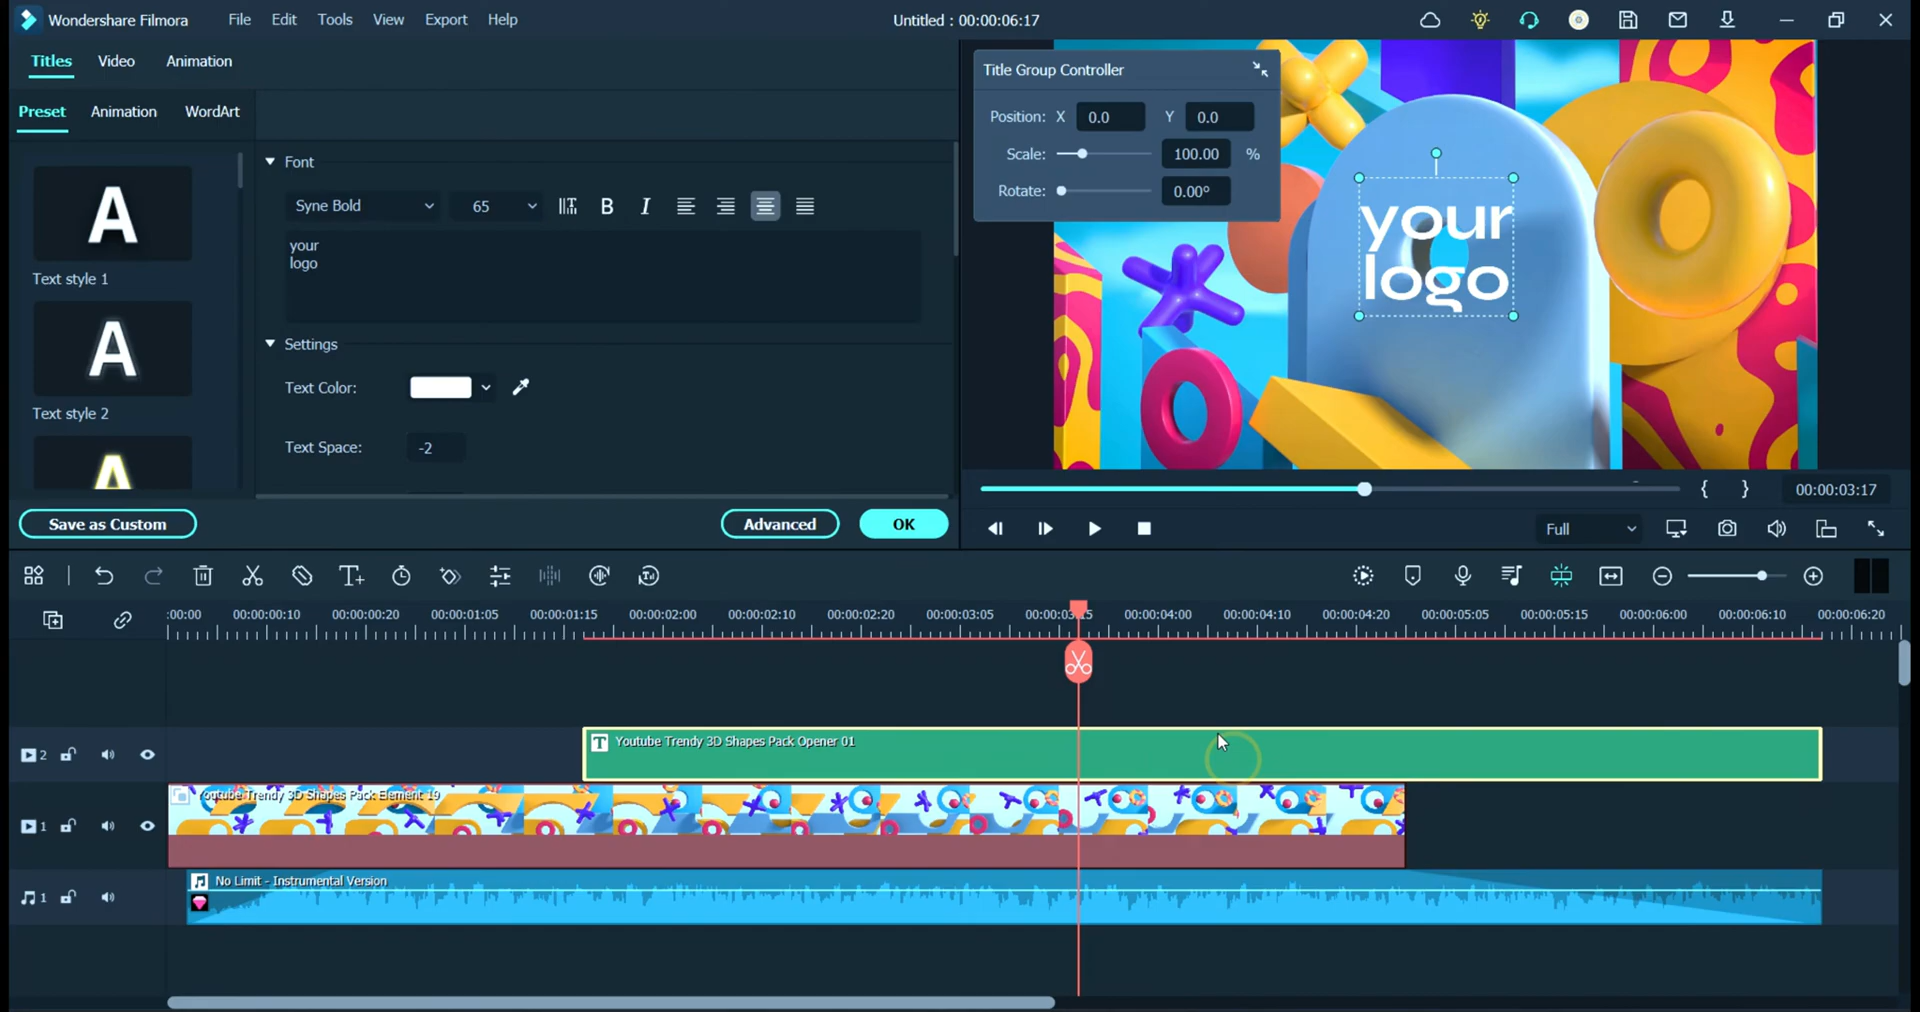 Wondershare Filmora File Edit Tools View Export Help Untitled : 00:00:06:17
Titles Video Animation
Preset Animation WordArt
Text style 1
Text style 2
Font
Syne Bold 65 B I
your
logo
Settings
Text Color:
Text Space: -2
Save as Custom Advanced OK
Title Group Controller
Position: X 0.0 Y 0.0
Scale: 100.00 %
Rotate: 0.00º
your
logo
{ } 00:00:03:17
Full
:00:00 00:00:00:10 00:00:00:20 00:00:01:05 00:00:01:15 00:00:02:00 00:00:02:10 00:00:02:20 00:00:03:05 00:00:04:00 00:00:04:10 00:00:04:20 00:00:05:05 00:00:05:15 00:00:06:00 00:00:06:10 00:00:06:20
2 T Youtube Trendy 3D Shapes Pack Opener 01
1 Youtube Trendy 3D Shapes Pack Element 19
1 No Limit - Instrumental Version